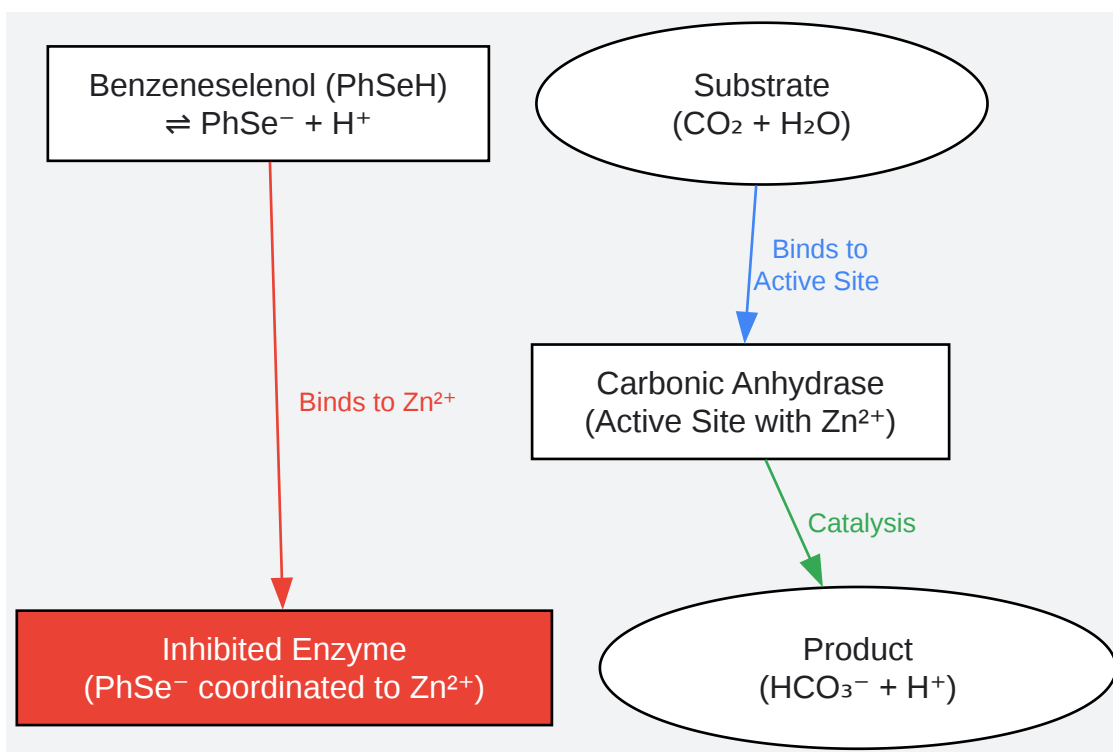 Benzeneselenol (PhSeH)
⇌ PhSe⁻ + H⁺
Substrate
(CO₂ + H₂O)
Binds to
Active Site
Binds to Zn²⁺
Carbonic Anhydrase
(Active Site with Zn²⁺)
Catalysis
Inhibited Enzyme
(PhSe⁻ coordinated to Zn²⁺)
Product
(HCO₃⁻ + H⁺)